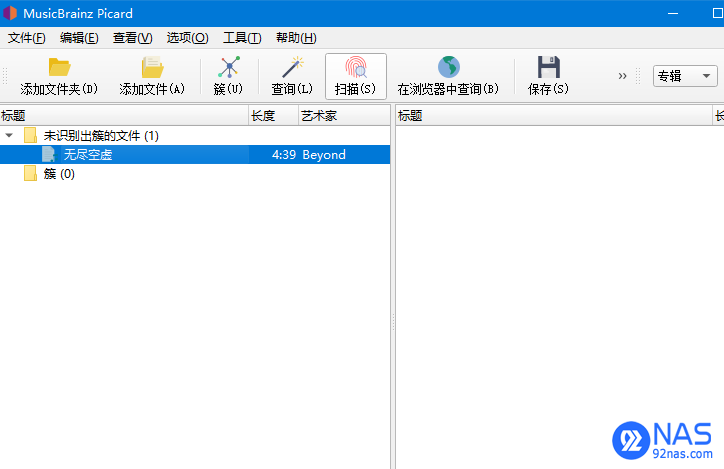 MusicBrainz Picard
文件(F) 编辑(E) 查看(V) 选项(O) 工具(T) 帮助(H)
添加文件夹(D) 添加文件(A) 簇(U) 查询(L) 扫描(S) 在浏览器中查询(B) 保存(S) » 专辑
标题 长度 艺术家 标题 长
未识别出簇的文件 (1)
无尽空虚 4:39 Beyond
簇 (0)
92 NAS
92nas.com